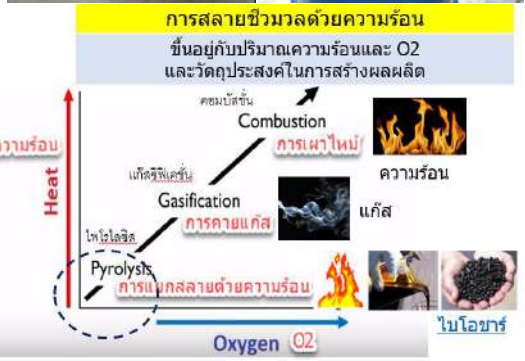 การสลายชีวมวลด้วยความร้อน
ขึ้นอยู่กับปริมาณความร้อนและ O2
และวัตถุประสงค์ในการสร้างผลผลิต
คอมบัสชั่น
Combustion
การเผาไหม้
ความร้อน
ความร้อน
Heat
แก๊สซิฟิเคชั่น
Gasification
การคายแก๊ส
แก๊ส
ไพโรไลซิส
Pyrolysis
การแยกสลายด้วยความร้อน
ไบโอชาร์
Oxygen O2